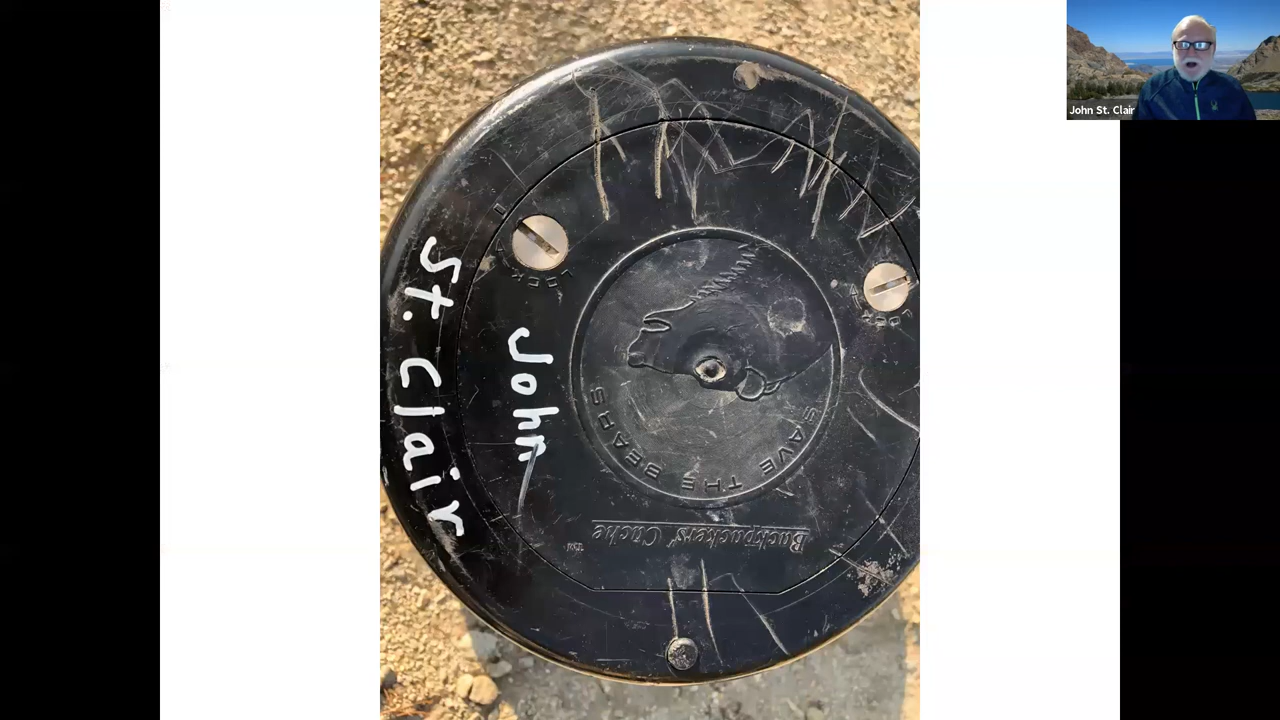 John St. Clair
St. Clair
John
LOCK
LOCK
SAVE THE BEARS
Backpackers' Cache